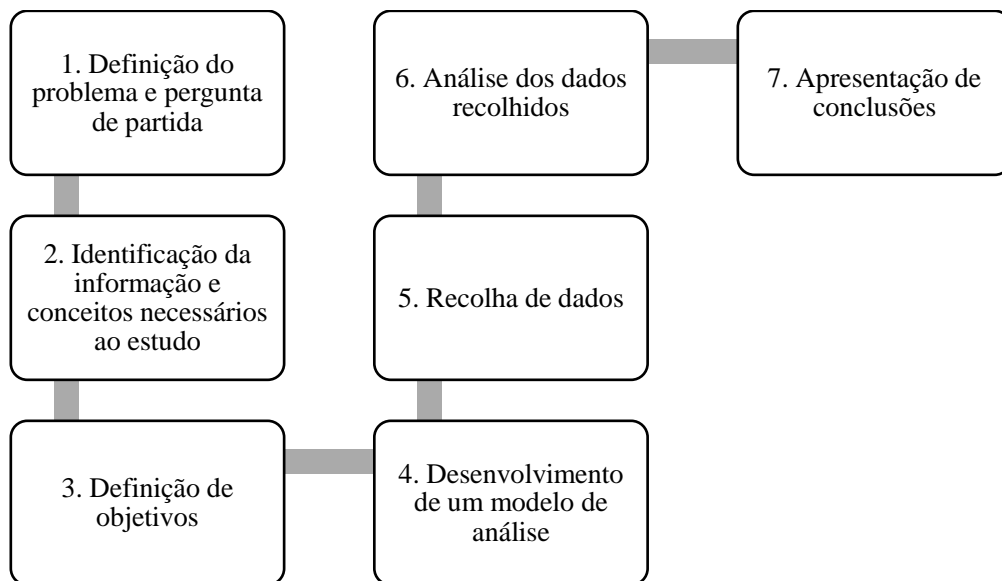 1. Definição do
problema e pergunta
de partida
2. Identificação da
informação e
conceitos necessários
ao estudo
3. Definição de
objetivos
4. Desenvolvimento
de um modelo de
análise
5. Recolha de dados
6. Análise dos dados
recolhidos
7. Apresentação de
conclusões